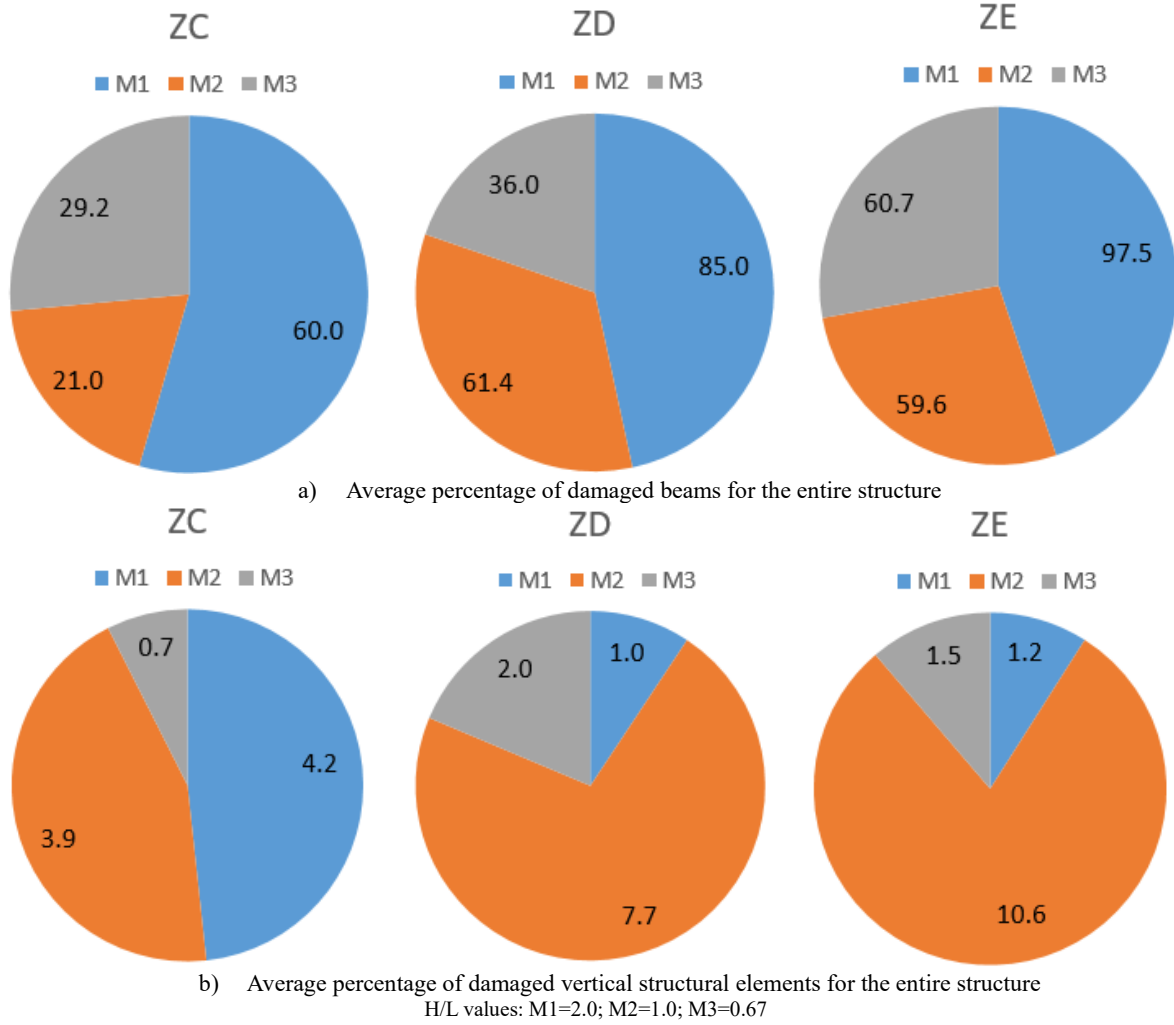 ZC
ZD
ZE
M1 M2 M3
M1 M2 M3
M1 M2 M3
29.2
60.0
21.0
36.0
85.0
61.4
60.7
97.5
59.6
a) Average percentage of damaged beams for the entire structure
ZC
ZD
ZE
M1 M2 M3
M1 M2 M3
M1 M2 M3
0.7
4.2
3.9
2.0
1.0
7.7
1.5
1.2
10.6
b) Average percentage of damaged vertical structural elements for the entire structure
H/L values: M1=2.0; M2=1.0; M3=0.67